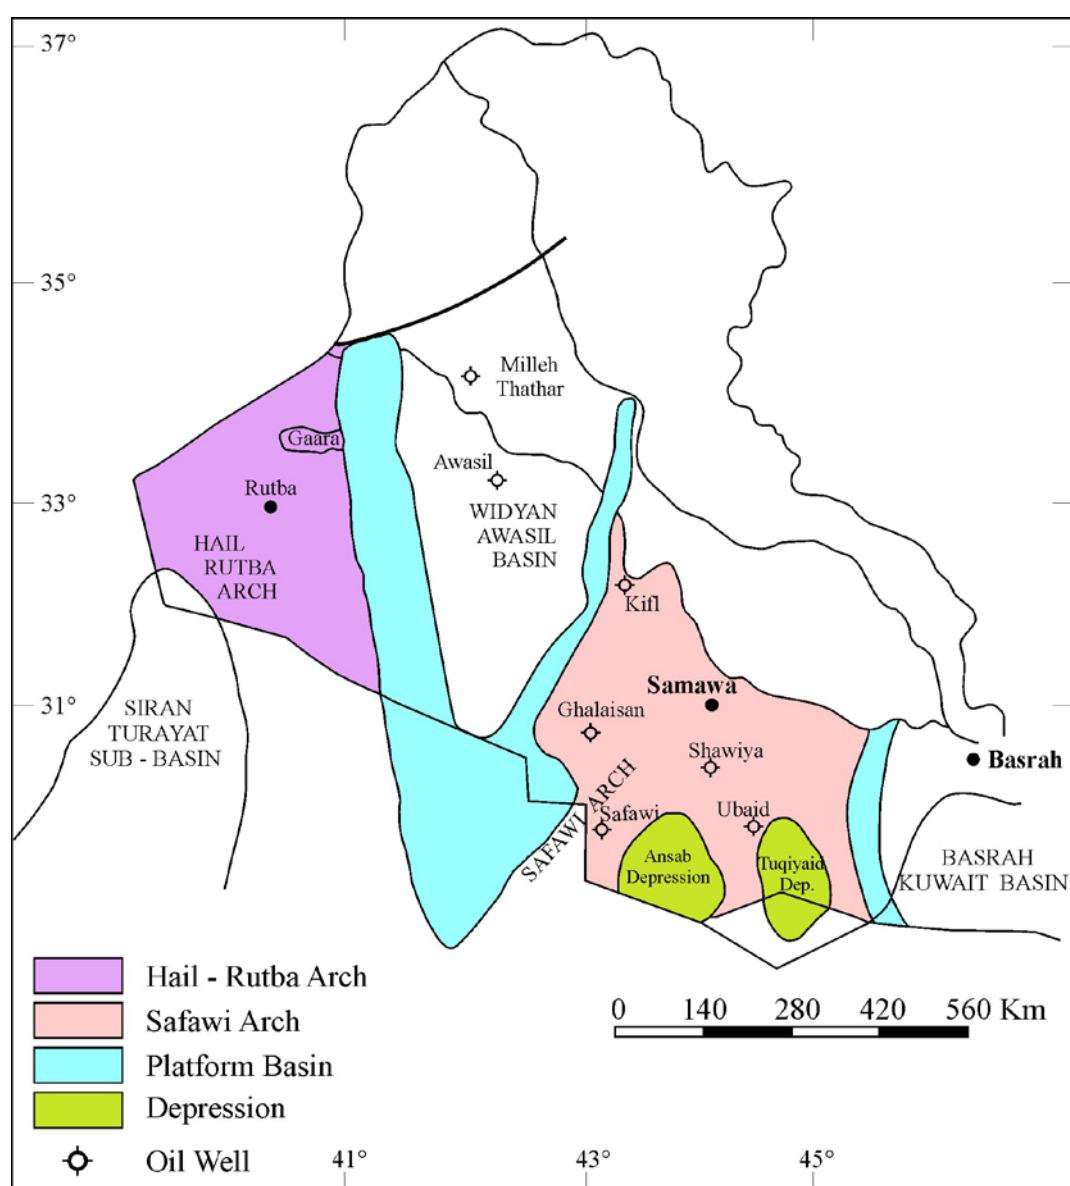 37°
35°
Milleh
Thathar
Gaara
Awasil
Rutba
33°
WIDYAN
AWASIL
BASIN
HAIL
RUTBA
ARCH
Kifl
Samawa
31°
SIRAN
TURAYAT
SUB - BASIN
Ghalaisan
Shawiya
Basrah
SAFAWI ARCH
Safawi
Ubaid
Ansab
Depression
Tuqiyaid
Dep.
BASRAH
KUWAIT BASIN
Hail - Rutba Arch
Safawi Arch
Platform Basin
Depression
Oil Well
0 140 280 420 560 Km
41° 43° 45°